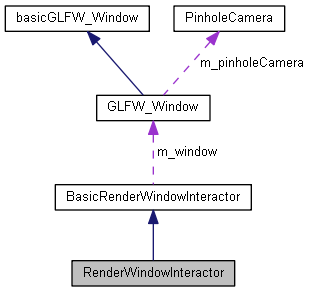 basicGLFW_Window
PinholeCamera
m_pinholeCamera
GLFW_Window
m_window
BasicRenderWindowInteractor
RenderWindowInteractor